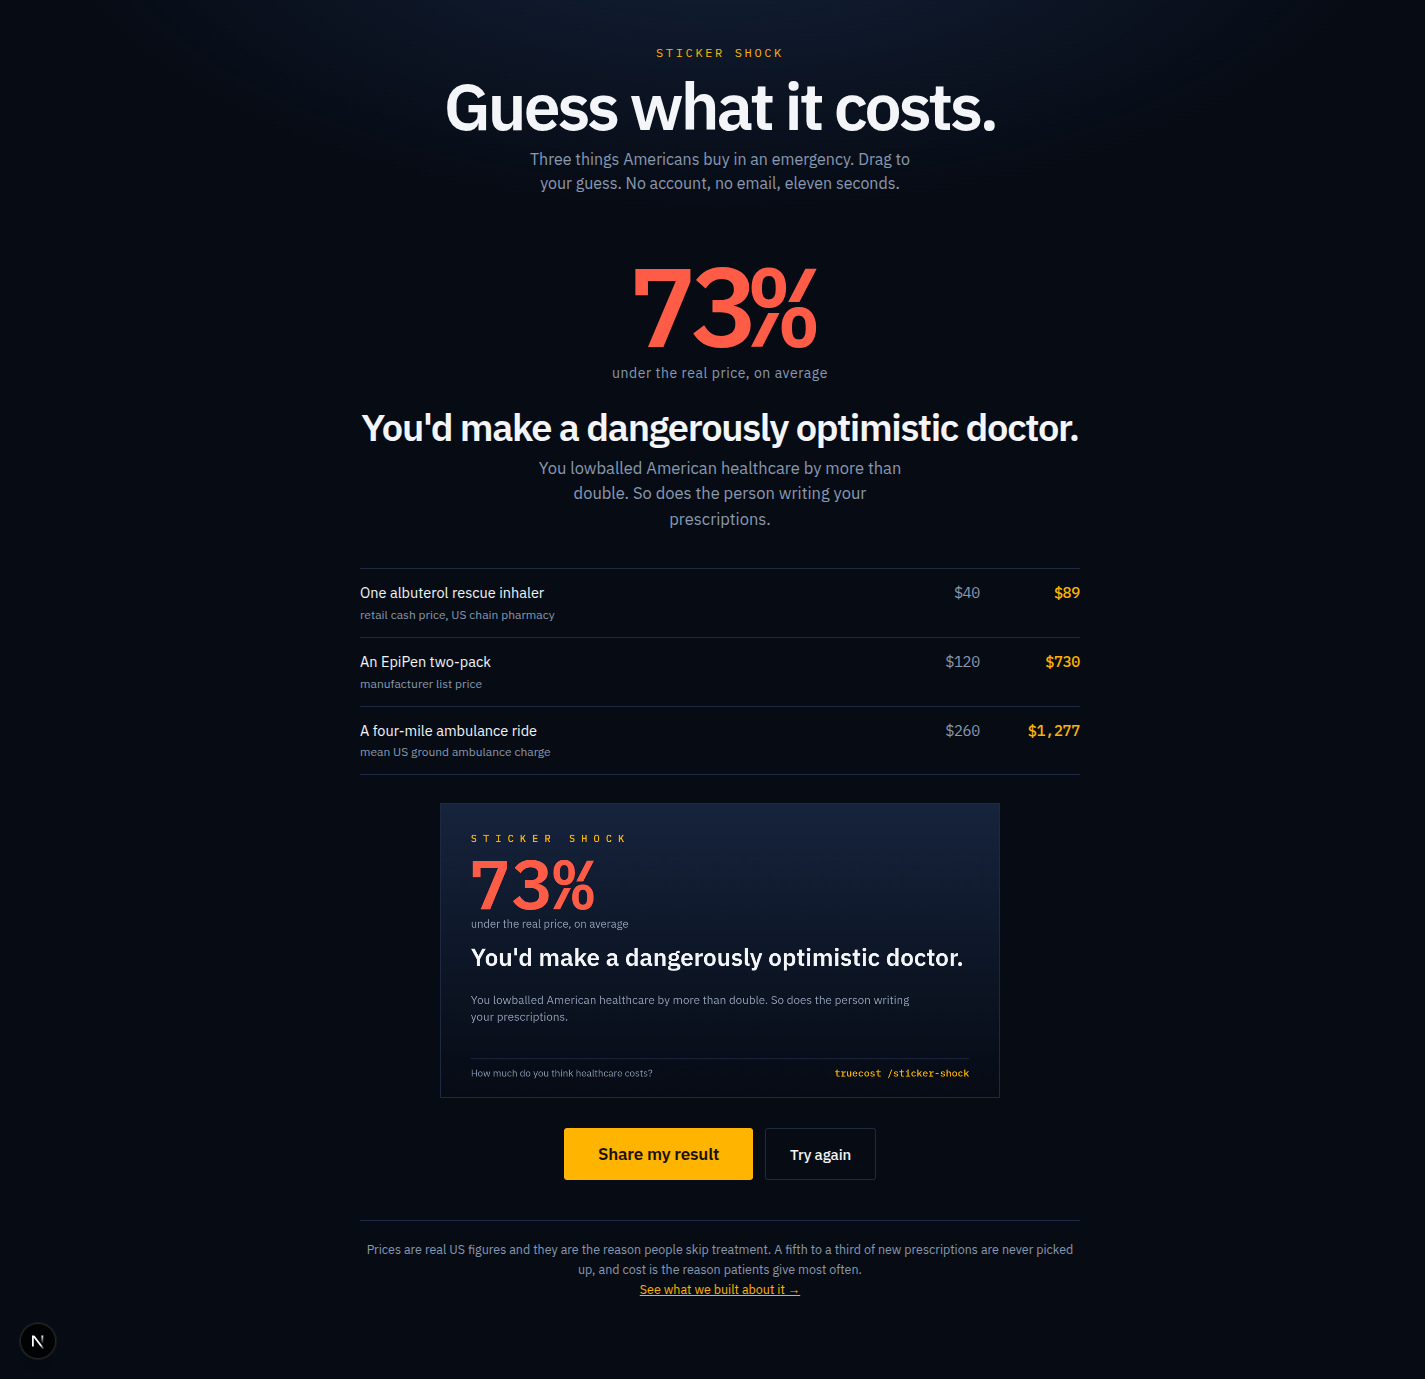 STICKER SHOCK
Guess what it costs.
Three things Americans buy in an emergency. Drag to
your guess. No account, no email, eleven seconds.
73%
under the real price, on average
You'd make a dangerously optimistic doctor.
You lowballed American healthcare by more than
double. So does the person writing your
prescriptions.
One albuterol rescue inhaler $40 $89
retail cash price, US chain pharmacy
An EpiPen two-pack $120 $730
manufacturer list price
A four-mile ambulance ride $260 $1,277
mean US ground ambulance charge
STICKER SHOCK
73%
under the real price, on average
You'd make a dangerously optimistic doctor.
You lowballed American healthcare by more than double. So does the person writing
your prescriptions.
How much do you think healthcare costs? truecost /sticker-shock
Share my result Try again
Prices are real US figures and they are the reason people skip treatment. A fifth to a third of new prescriptions are never picked
up, and cost is the reason patients give most often.
See what we built about it →
N